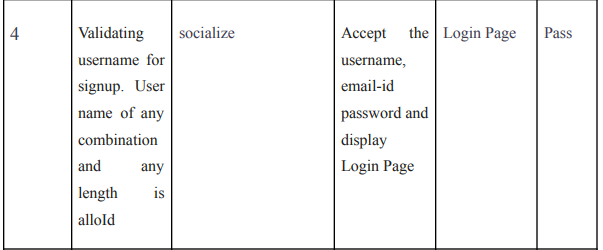 4
Validating
username for
signup. User
name of any
combination
and any
length is
alloId
socialize
Accept the
username,
email-id
password and
display
Login Page
Login Page
Pass